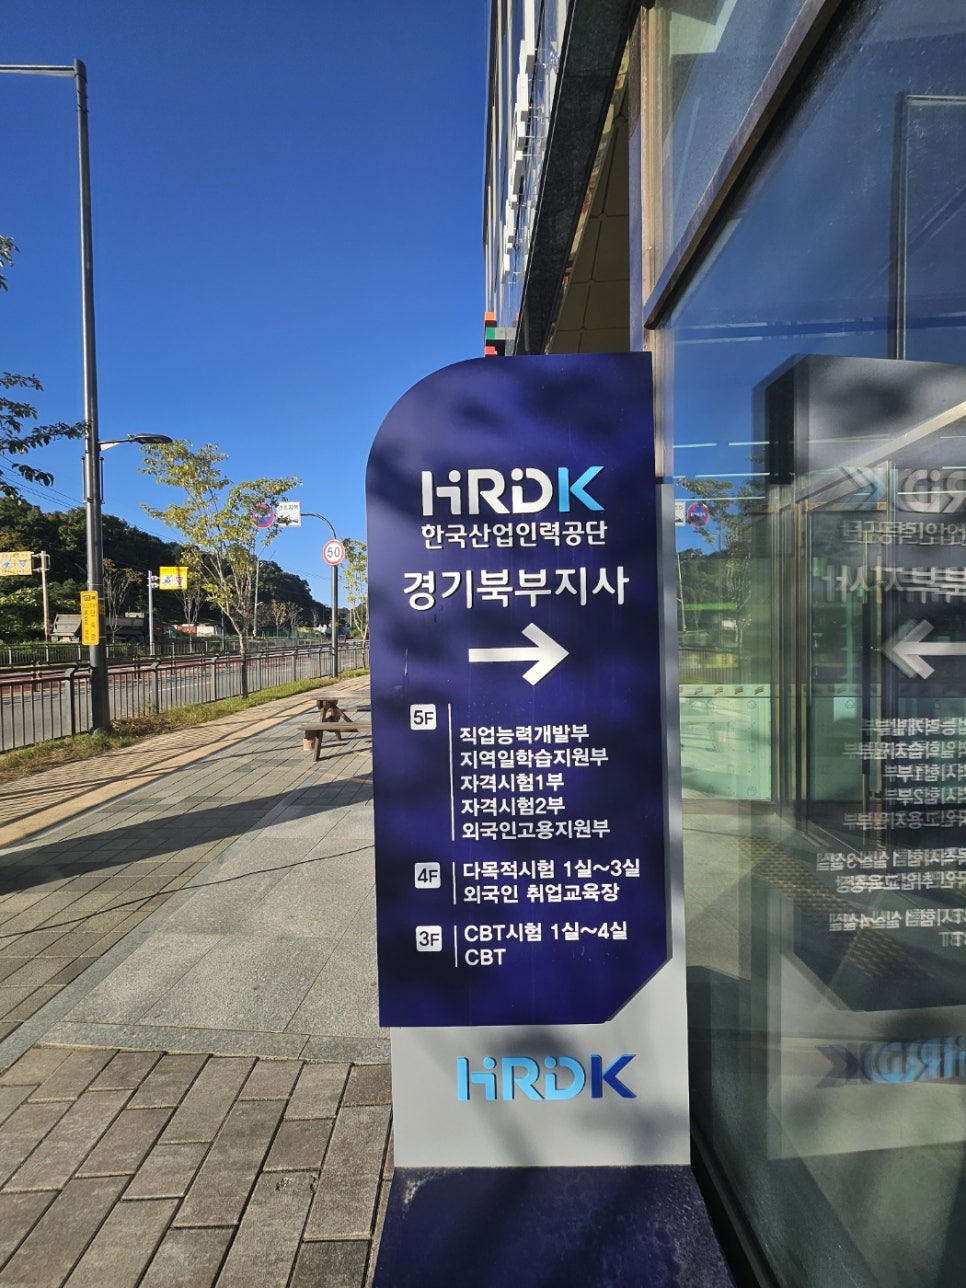 HRDK
한국산업인력공단
경기북부지사
5F
직업능력개발부
지역일학습지원부
자격시험1부
자격시험2부
외국인고용지원부
4F
다목적시험 1실~3실
외국인 취업교육장
3F
CBT시험 1실~4실
CBT
HRDK
50